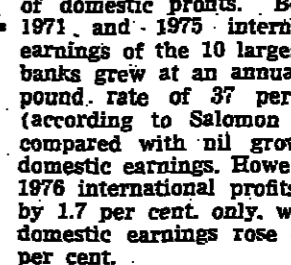 of domestic profits. B
1971 and 1975 intern
earnings of the 10 large
banks grew at an annua
pound rate of 37 per
(according to Salomon
compared with nil grow
domestic earnings. Howe
1976 international profits
by 1.7 per cent. only. w
domestic earnings rose
per cent.